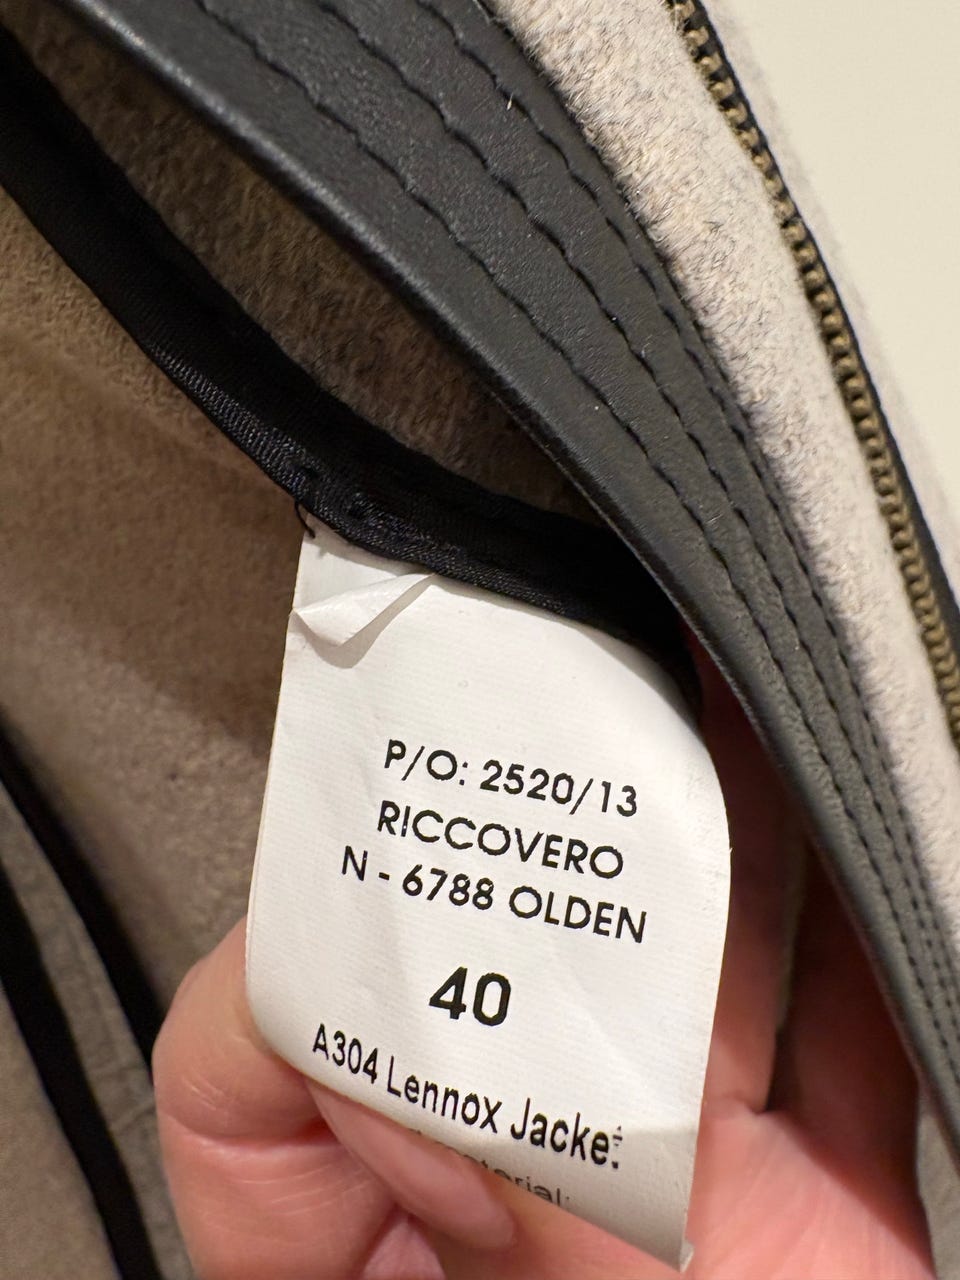 P/O: 2520/13
RICCOVERO
N - 6788 OLDEN
40
A304 Lennox Jacket